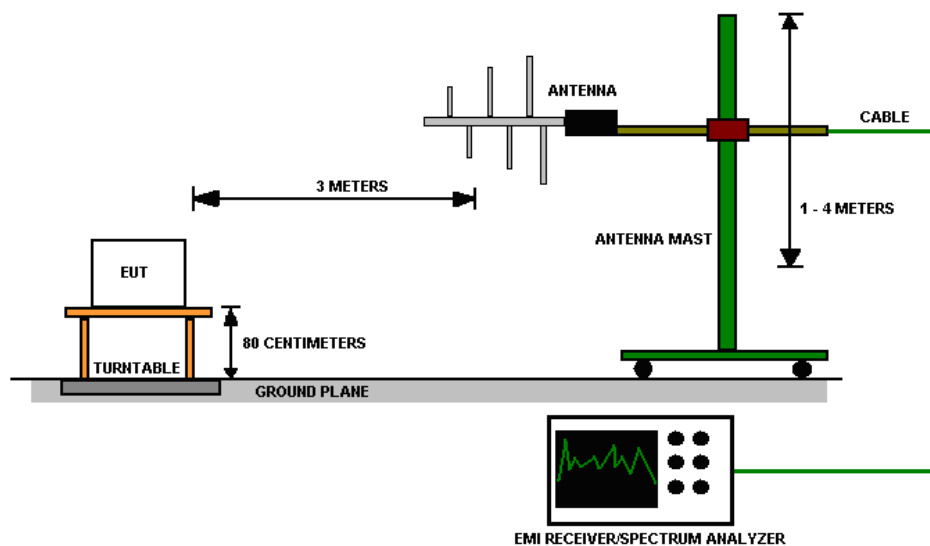 ANTENNA
CABLE
3 METERS
1 - 4 METERS
ANTENNA MAST
EUT
80 CENTIMETERS
TURNTABLE
GROUND PLANE
EMI RECEIVER/SPECTRUM ANALYZER